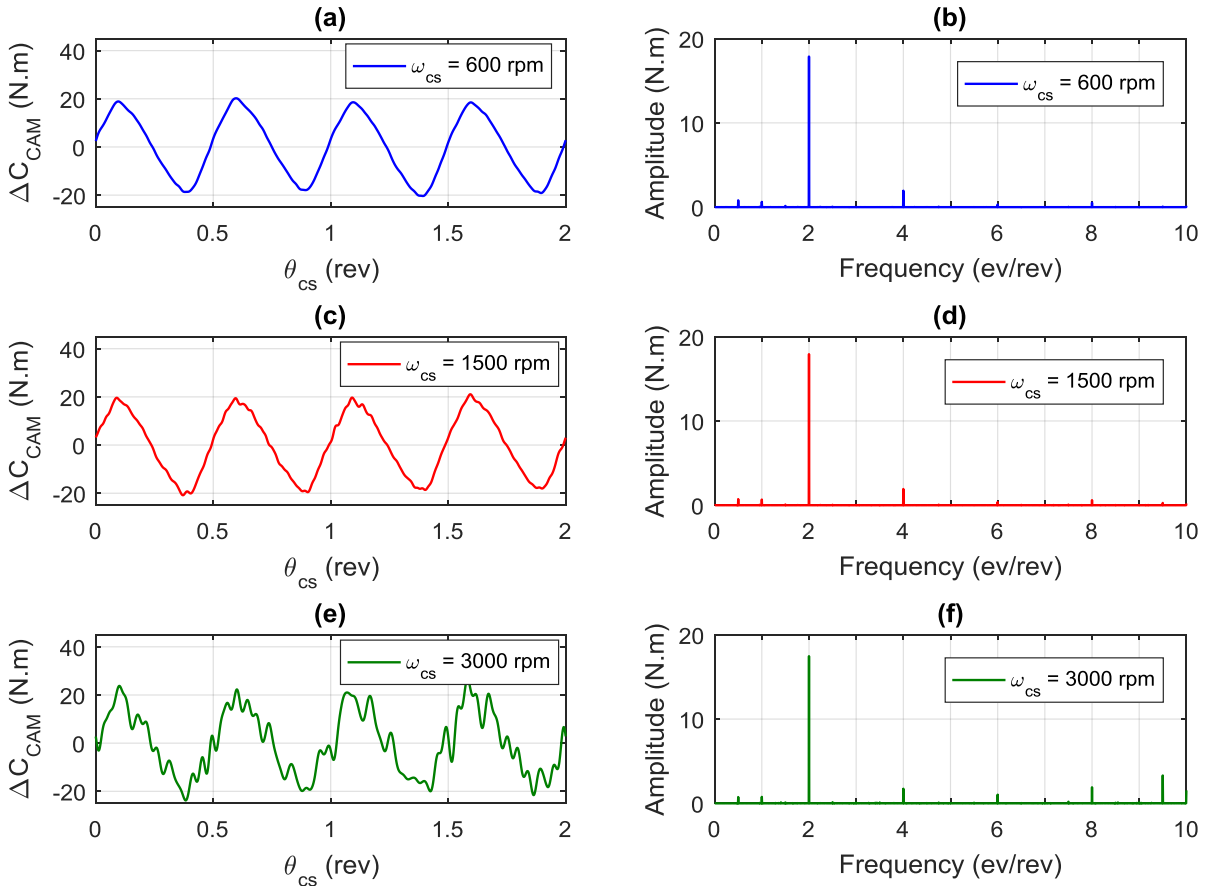 (a)
ΔC_CAM (N.m)
40
20
0
-20
ω_cs = 600 rpm
0 0.5 1 1.5 2
θ_cs (rev)
(b)
Amplitude (N.m)
20
10
0
ω_cs = 600 rpm
0 2 4 6 8 10
Frequency (ev/rev)
(c)
ΔC_CAM (N.m)
40
20
0
-20
ω_cs = 1500 rpm
0 0.5 1 1.5 2
θ_cs (rev)
(d)
Amplitude (N.m)
20
10
0
ω_cs = 1500 rpm
0 2 4 6 8 10
Frequency (ev/rev)
(e)
ΔC_CAM (N.m)
40
20
0
-20
ω_cs = 3000 rpm
0 0.5 1 1.5 2
θ_cs (rev)
(f)
Amplitude (N.m)
20
10
0
ω_cs = 3000 rpm
0 2 4 6 8 10
Frequency (ev/rev)